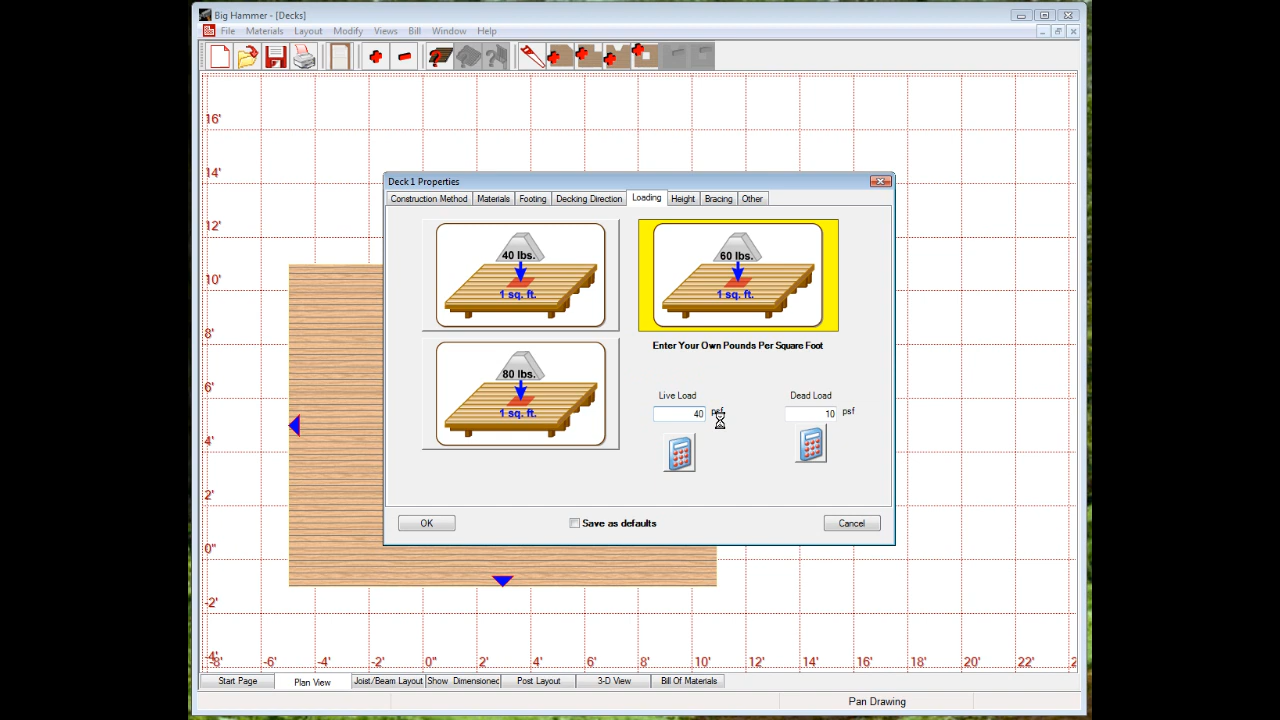 Big Hammer - [Decks]
File Materials Layout Modify Views Bill Window Help
16'
14'
12'
10'
8'
6'
4'
2'
0"
-2'
-4'
Deck 1 Properties
Construction Method Materials Footing Decking Direction Loading Height Bracing Other
40 lbs.
1 sq. ft.
60 lbs.
1 sq. ft.
80 lbs.
1 sq. ft.
Enter Your Own Pounds Per Square Foot
Live Load Dead Load
40 psf 10 psf
OK Save as defaults Cancel
-8' -6' -4' -2' 0" 2' 4' 6' 8' 10' 12' 14' 16' 18' 20' 22' 2
Start Page Plan View Joist/Beam Layout Show Dimensioned Post Layout 3-D View Bill Of Materials
Pan Drawing